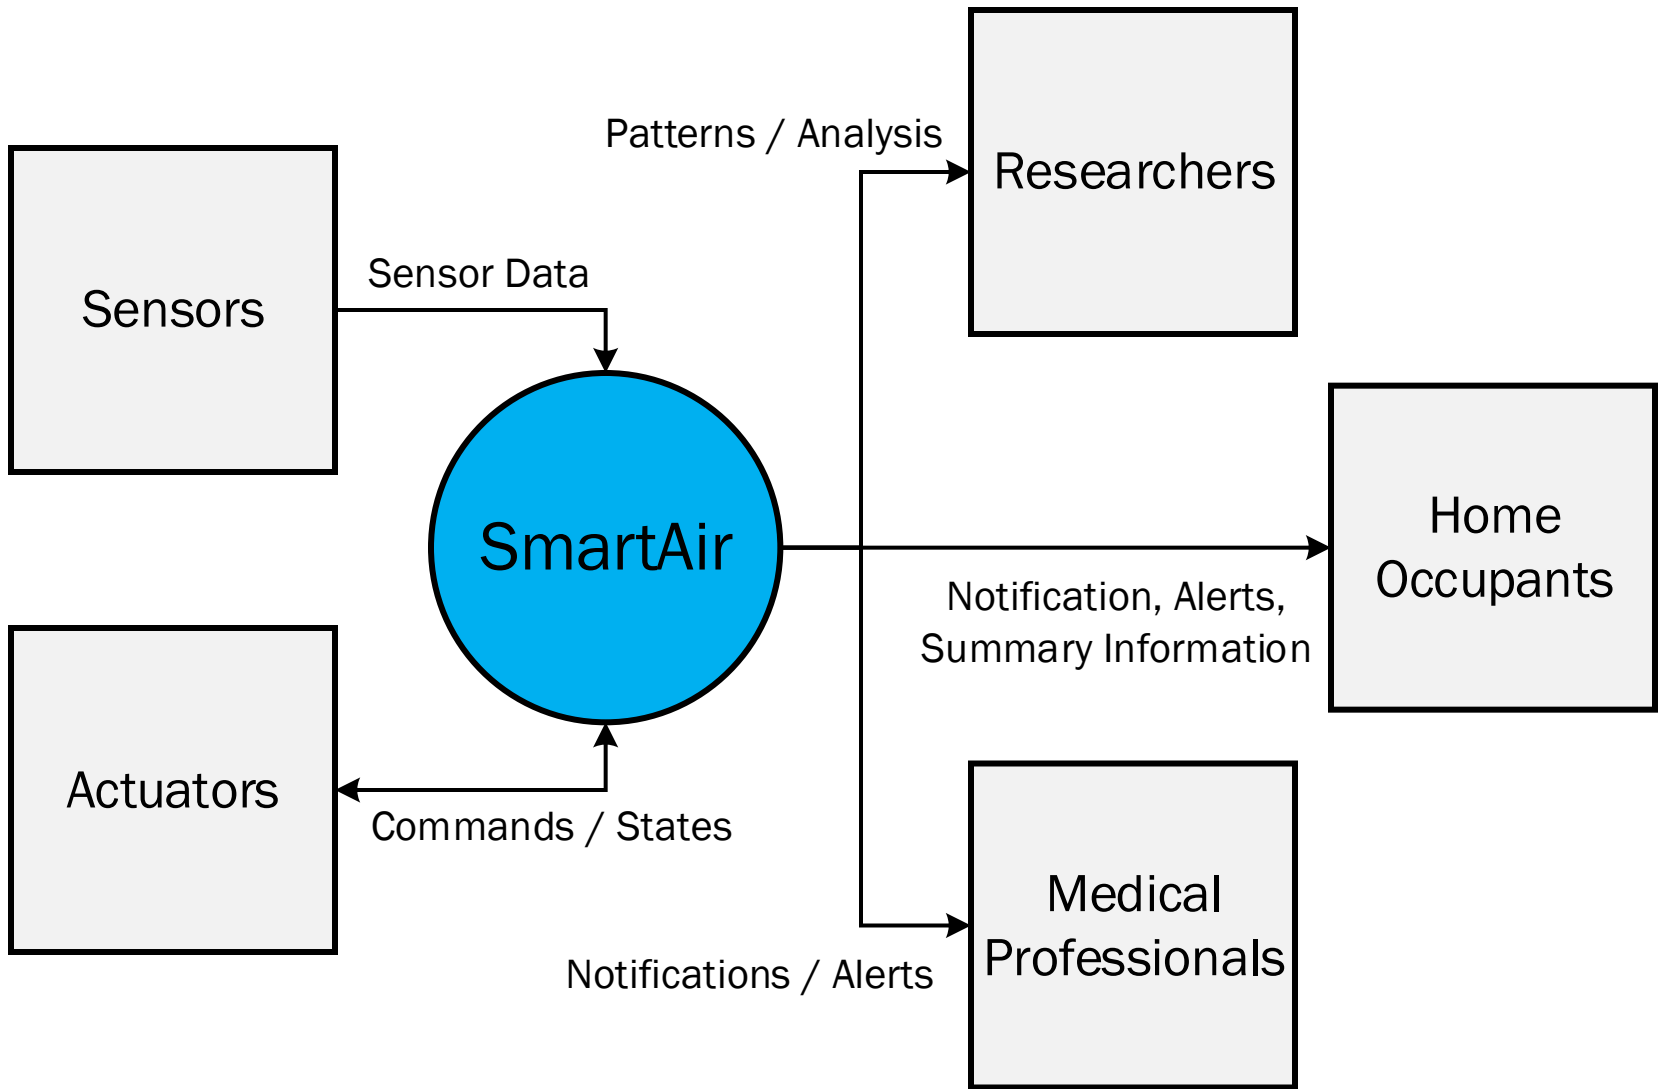 Patterns / Analysis
Researchers
Sensors
Sensor Data
SmartAir
Home
Occupants
Notification, Alerts,
Summary Information
Actuators
Commands / States
Medical
Professionals
Notifications / Alerts